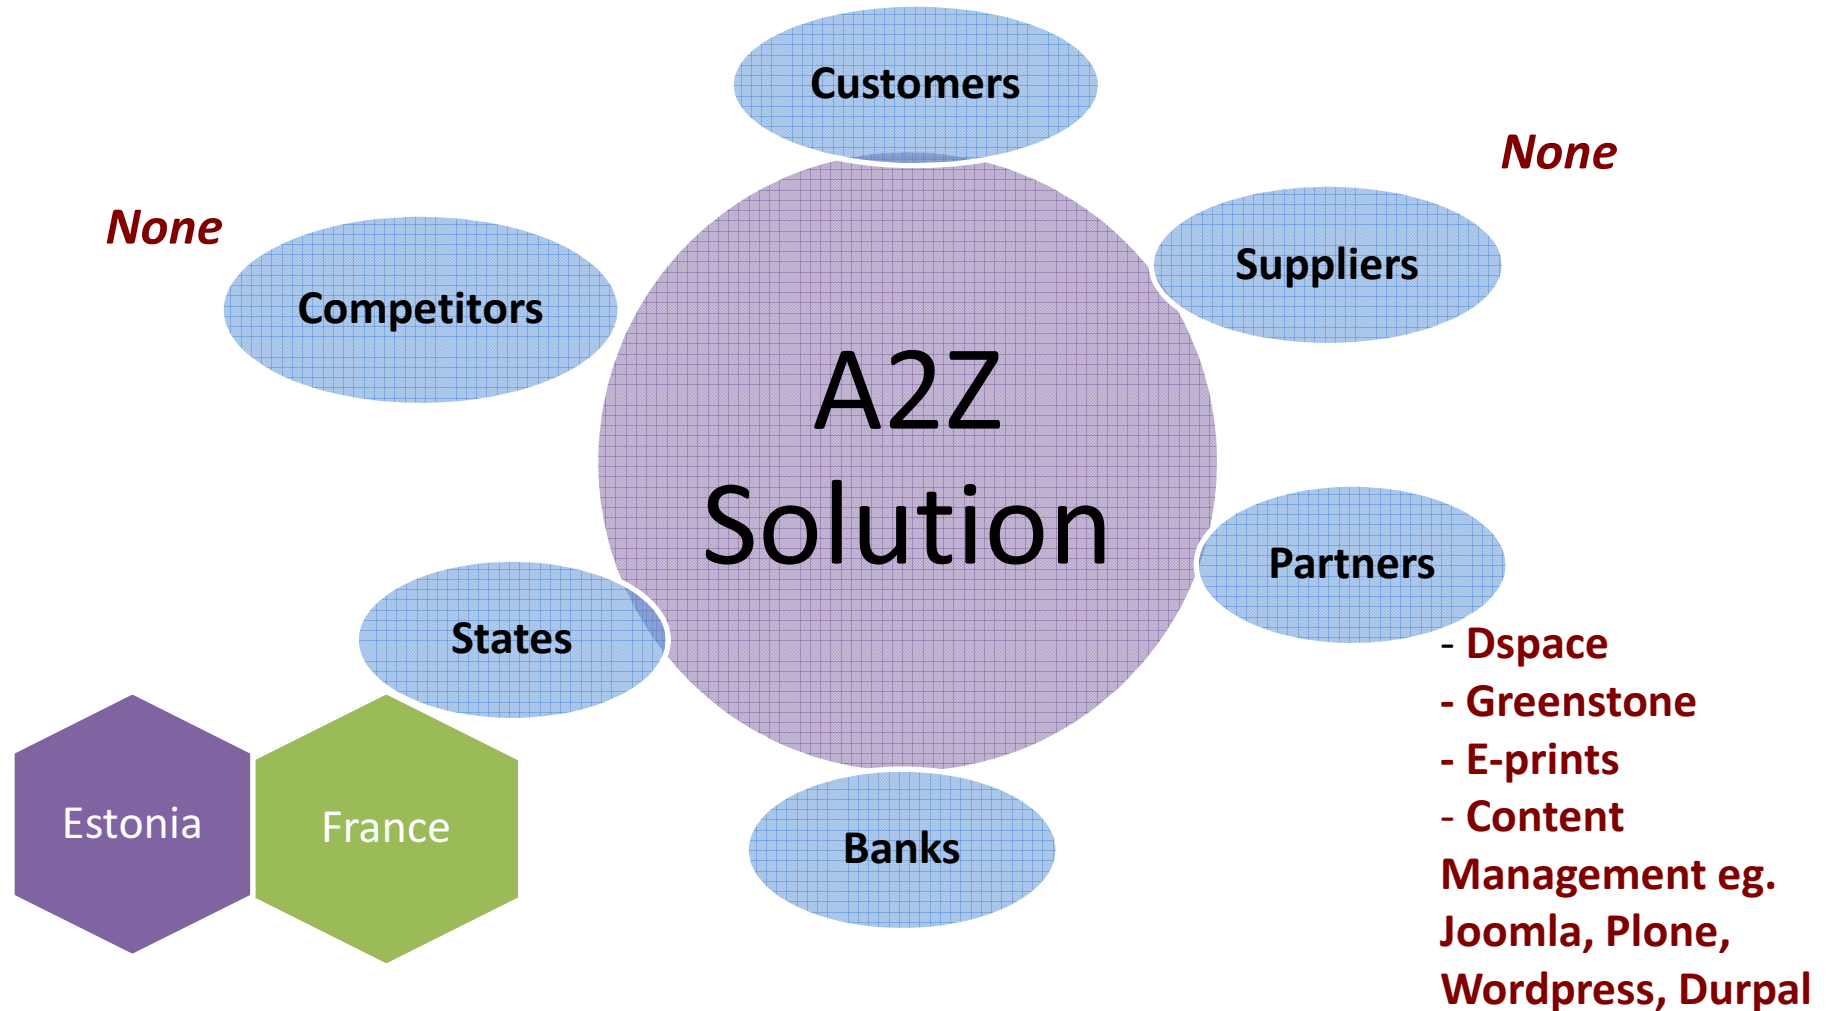 Customers
None
None
Suppliers
Competitors
A2Z
Solution
Partners
States
- Dspace
- Greenstone
- E-prints
- Content
Management eg.
Joomla, Plone,
Wordpress, Durpal
Estonia
France
Banks